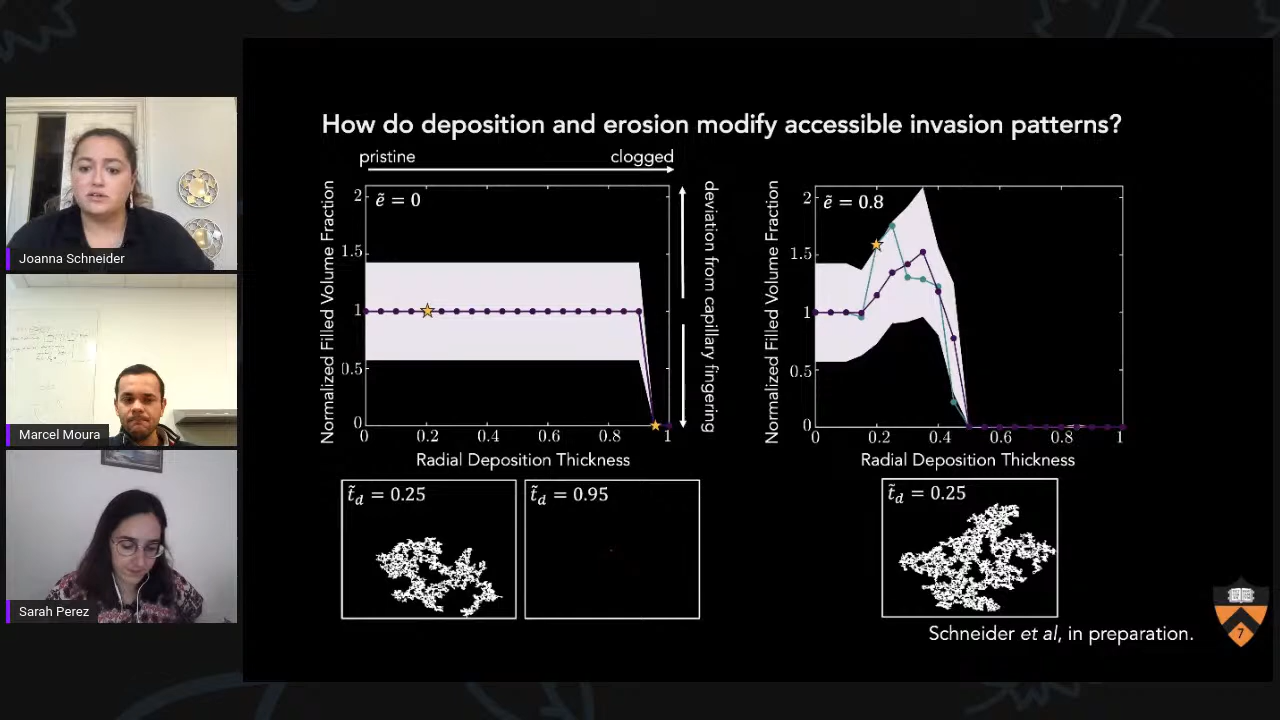 How do deposition and erosion modify accessible invasion patterns?
pristine
clogged
Normalized Filled Volume Fraction
2
1.5
1
0.5
0
ẽ = 0
0 0.2 0.4 0.6 0.8 1
Radial Deposition Thickness
deviation from capillary fingering
Normalized Filled Volume Fraction
2
1.5
1
0.5
0
ẽ = 0.8
0 0.2 0.4 0.6 0.8 1
Radial Deposition Thickness
t̃d = 0.25
t̃d = 0.95
t̃d = 0.25
Schneider et al, in preparation.
7
Joanna Schneider
Marcel Moura
Sarah Perez